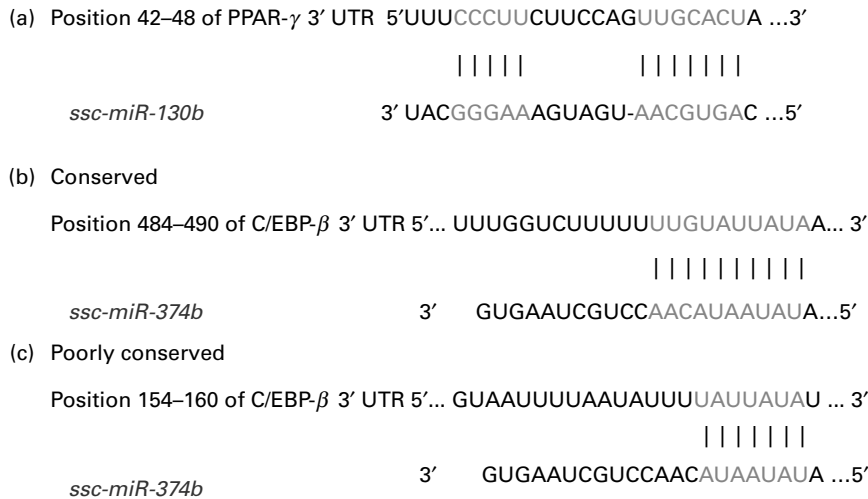 (a) Position 42–48 of PPAR-γ 3′ UTR 5′UUUCCCUUCUUCCAGUUGCACUA ...3′
| | | | | | | | | | | |
ssc-miR-130b 3′ UACGGGAAAGUAGU-AACGUGAC ...5′
(b) Conserved
Position 484–490 of C/EBP-β 3′ UTR 5′... UUUGGUCUUUUUUUGUAUUAUAA... 3′
| | | | | | | | | |
ssc-miR-374b 3′ GUGAAUCGUCCAACAUAAUAUA...5′
(c) Poorly conserved
Position 154–160 of C/EBP-β 3′ UTR 5′... GUAAUUUUAAUAUUUUAUUAUAU ... 3′
| | | | | | |
ssc-miR-374b 3′ GUGAAUCGUCCAACAUAAUAUA ...5′